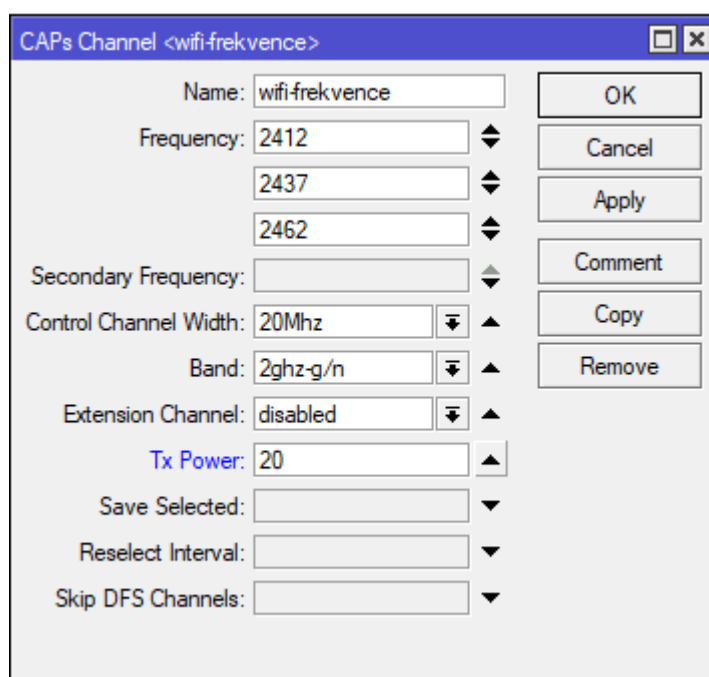 CAPs Channel <wifi-frekvence>
Name: wifi-frekvence
OK
Frequency: 2412
Cancel
2437
Apply
2462
Secondary Frequency:
Comment
Control Channel Width: 20Mhz
Copy
Band: 2ghz-g/n
Remove
Extension Channel: disabled
Tx Power: 20
Save Selected:
Reselect Interval:
Skip DFS Channels: